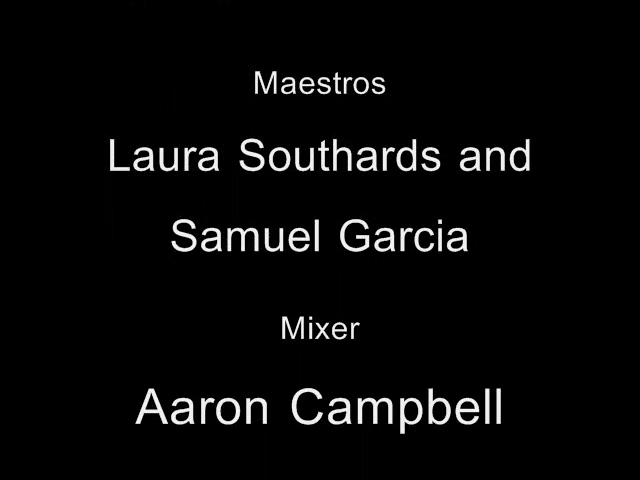 Maestros
Laura Southards and
Samuel Garcia
Mixer
Aaron Campbell